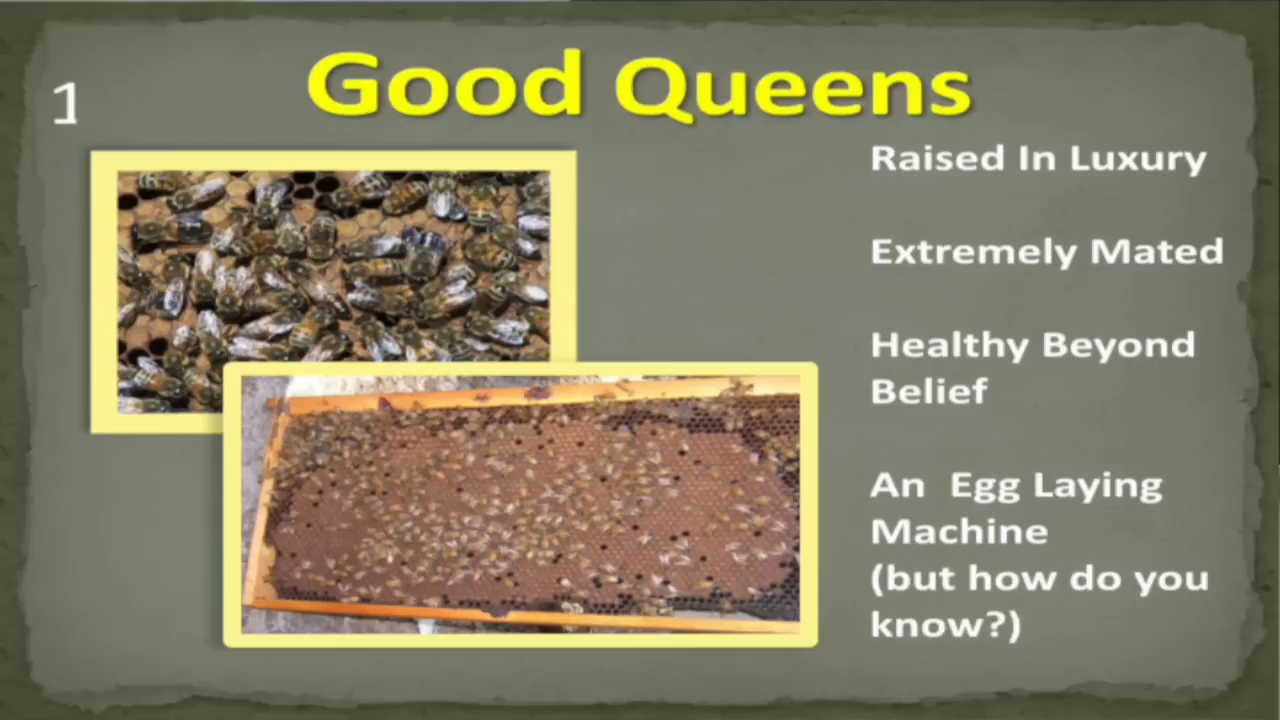 1
Good Queens
Raised In Luxury
Extremely Mated
Healthy Beyond
Belief
An  Egg Laying
Machine
(but how do you
know?)